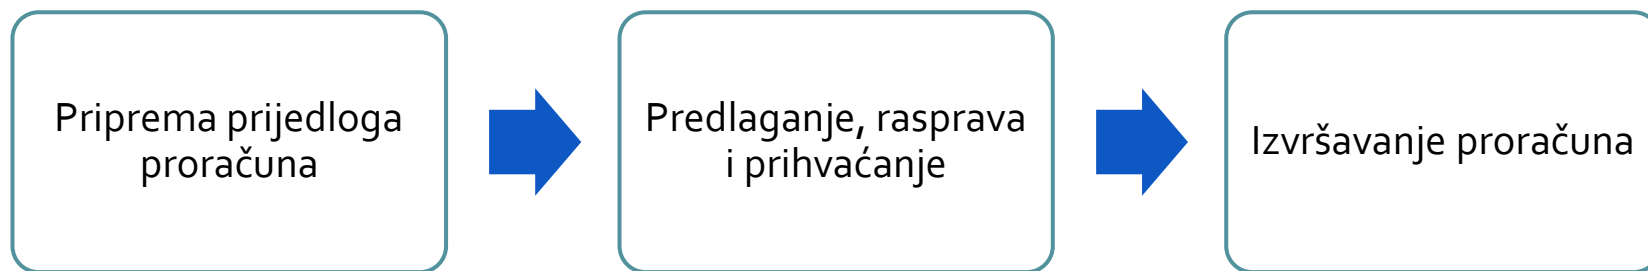 Priprema prijedloga
proračuna
Predlaganje, rasprava
i prihvaćanje
Izvršavanje proračuna